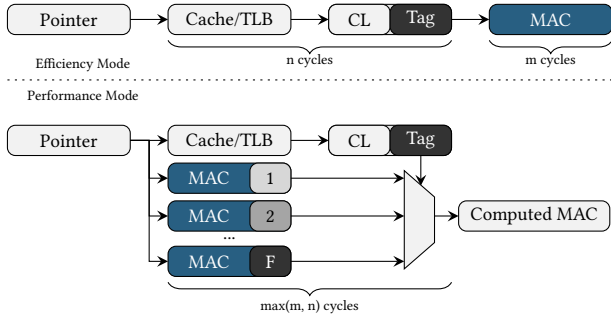 Pointer Cache/TLB CL Tag MAC
n cycles m cycles
Efficiency Mode
Performance Mode
Pointer Cache/TLB CL Tag
MAC 1
MAC 2 Computed MAC
...
MAC F
max(m, n) cycles